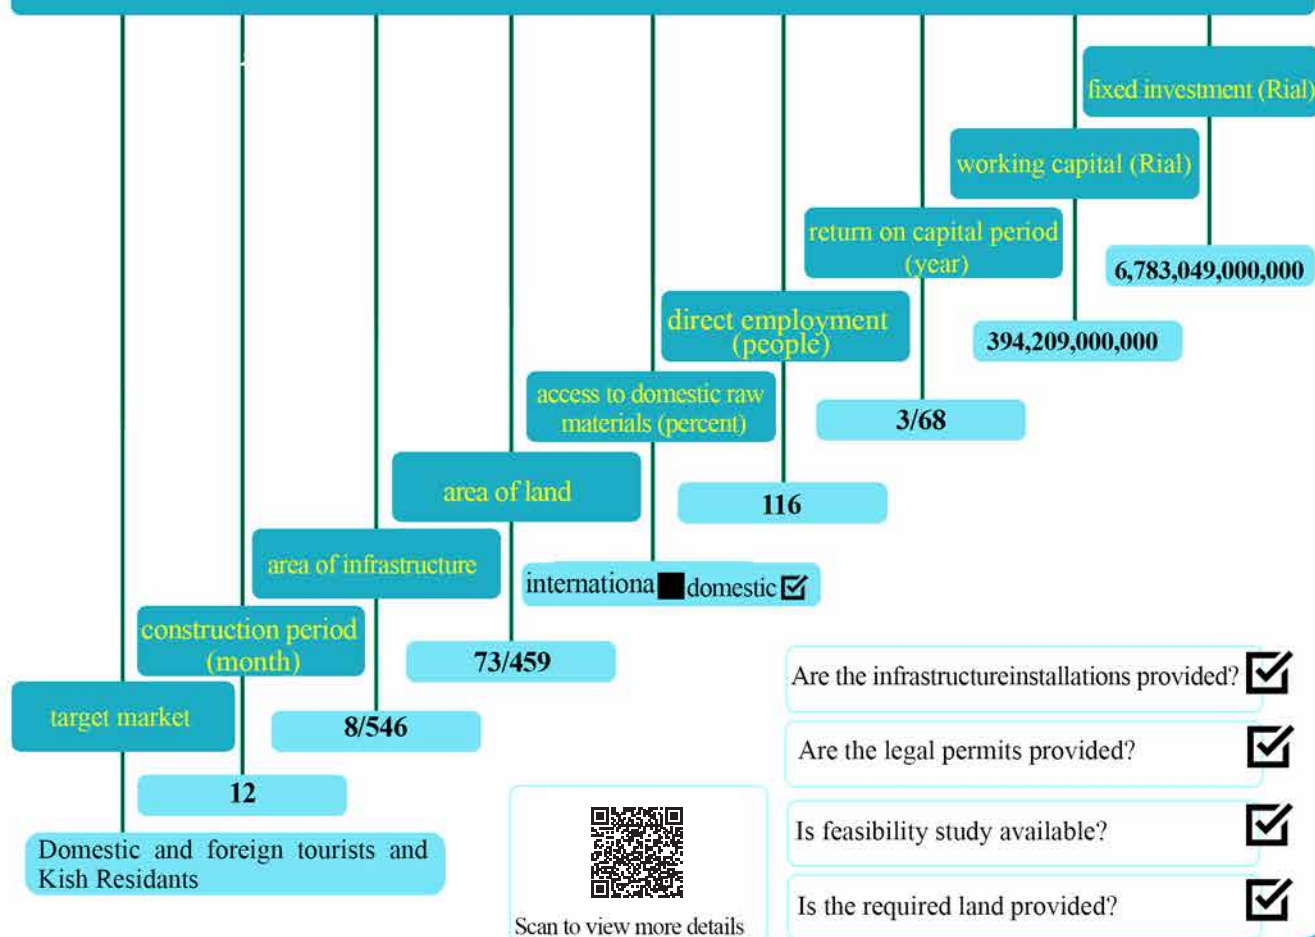 fixed investment (Rial)
6,783,049,000,000
working capital (Rial)
394,209,000,000
return on capital period
(year)
3/68
direct employment
(people)
116
access to domestic raw
materials (percent)
internationa domestic
area of land
73/459
area of infrastructure
8/546
construction period
(month)
12
target market
Domestic and foreign tourists and
Kish Residants
Are the infrastructureinstallations provided?
Are the legal permits provided?
Is feasibility study available?
Is the required land provided?
Scan to view more details